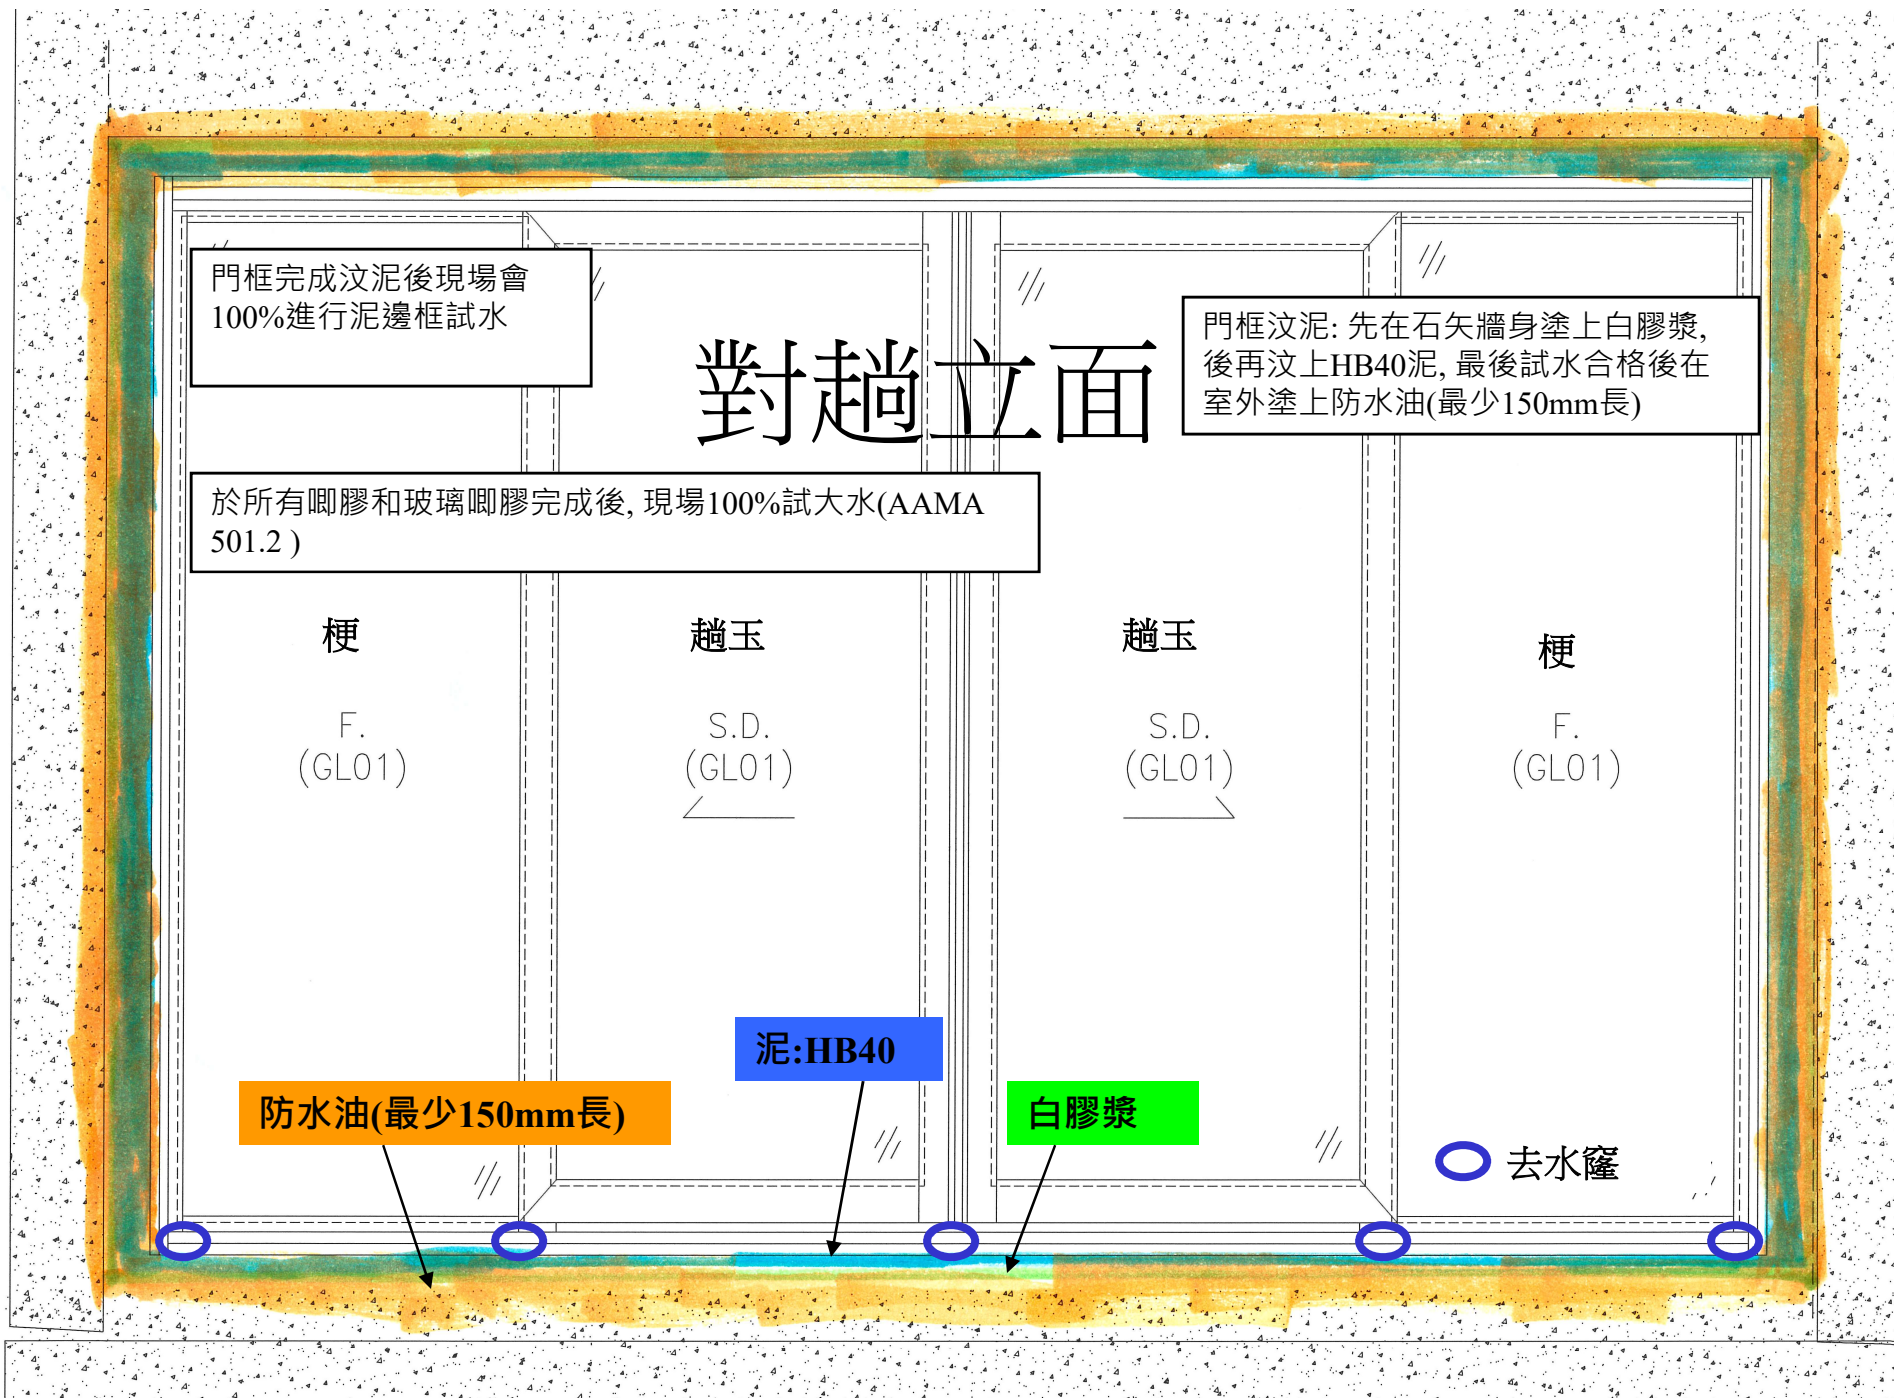 門框完成汶泥後現場會
100%進行泥邊框試水
門框汶泥: 先在石矢牆身塗上白膠漿,
後再汶上HB40泥, 最後試水合格後在
室外塗上防水油(最少150mm長)
對趟立面
於所有唧膠和玻璃唧膠完成後, 現場100%試大水(AAMA
501.2 )
梗
趟玉
趟玉
梗
F.
(GL01)
S.D.
(GL01)
S.D.
(GL01)
F.
(GL01)
泥:HB40
防水油(最少150mm長)
白膠漿
去水窿